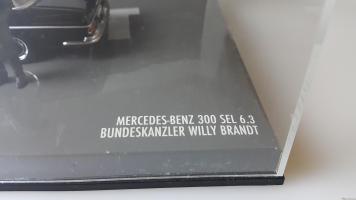 MERCEDES-BENZ 300 SEL 6.3
BUNDESKANZLER WILLY BRANDT